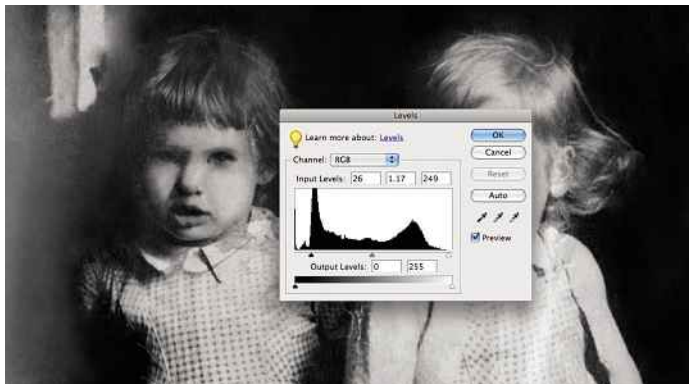 Levels
Learn more about: Levels
OK
Cancel
Channel: RGB
Reset
Input Levels: 26 1.17 249
Auto
Preview
Output Levels: 0 255